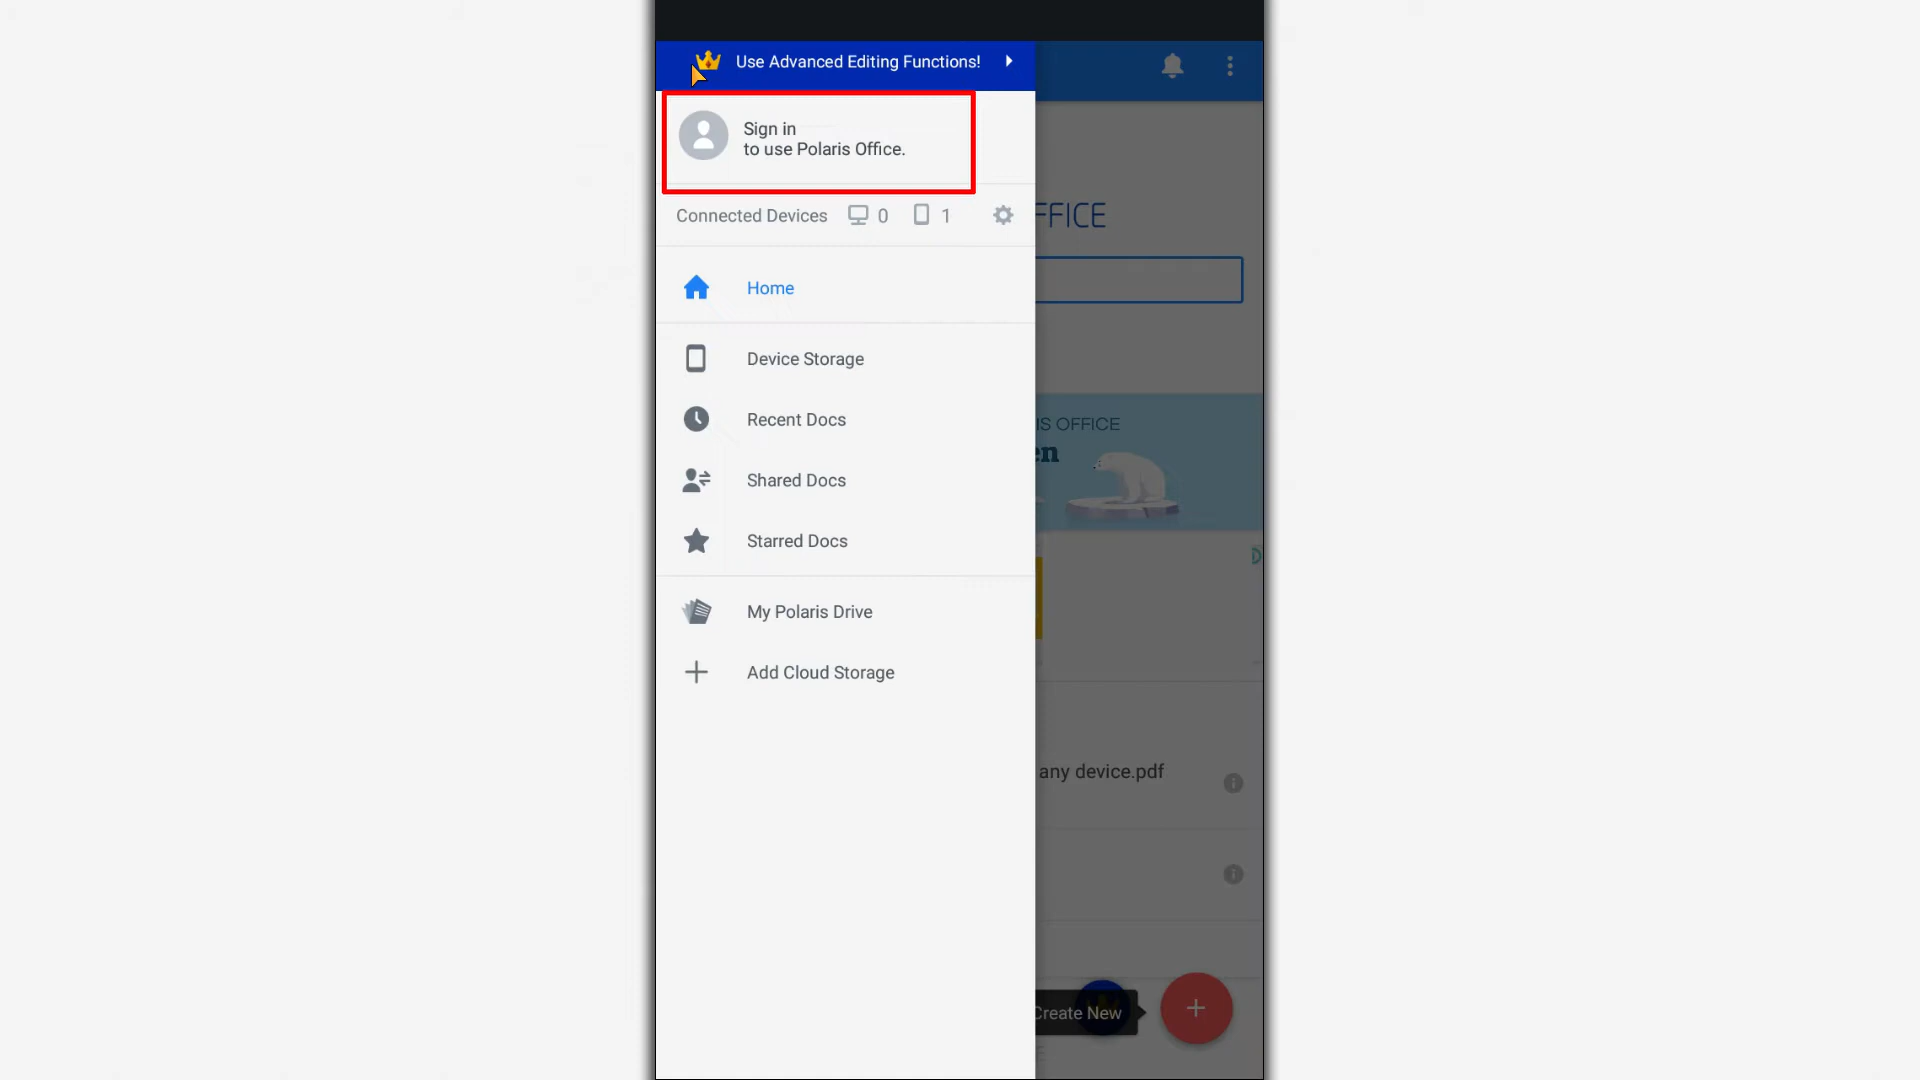 Use Advanced Editing Functions!
Sign in
to use Polaris Office.
Connected Devices 0 1
FFICE
Home
Device Storage
IS OFFICE
Recent Docs
en
Shared Docs
Starred Docs
My Polaris Drive
Add Cloud Storage
any device.pdf
Create New